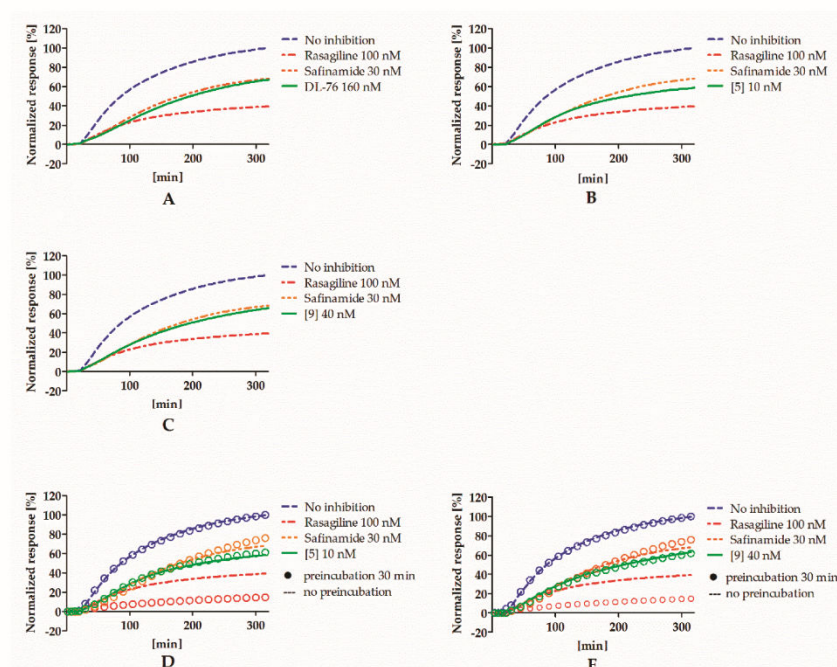 Normalized response [%]
120
100
80
60
40
20
0
-20
100
200
300
[min]
No inhibition
Rasagiline 100 nM
Safinamide 30 nM
DL-76 160 nM
A
Normalized response [%]
120
100
80
60
40
20
0
-20
100
200
300
[min]
No inhibition
Rasagiline 100 nM
Safinamide 30 nM
[5] 10 nM
B
Normalized response [%]
120
100
80
60
40
20
0
-20
100
200
300
[min]
No inhibition
Rasagiline 100 nM
Safinamide 30 nM
[9] 40 nM
C
Normalized response [%]
120
100
80
60
40
20
0
-20
100
200
300
[min]
No inhibition
Rasagiline 100 nM
Safinamide 30 nM
[5] 10 nM
preincubation 30 min
no preincubation
D
Normalized response [%]
120
100
80
60
40
20
0
-20
100
200
300
[min]
No inhibition
Rasagiline 100 nM
Safinamide 30 nM
[9] 40 nM
preincubation 30 min
no preincubation
E